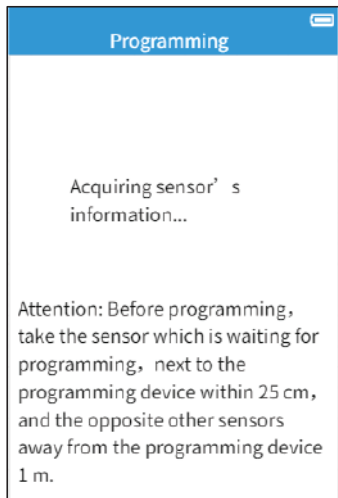 Programming
Acquiring sensor’s
information...
Attention: Before programming,
take the sensor which is waiting for
programming, next to the
programming device within 25 cm,
and the opposite other sensors
away from the programming device
1 m.